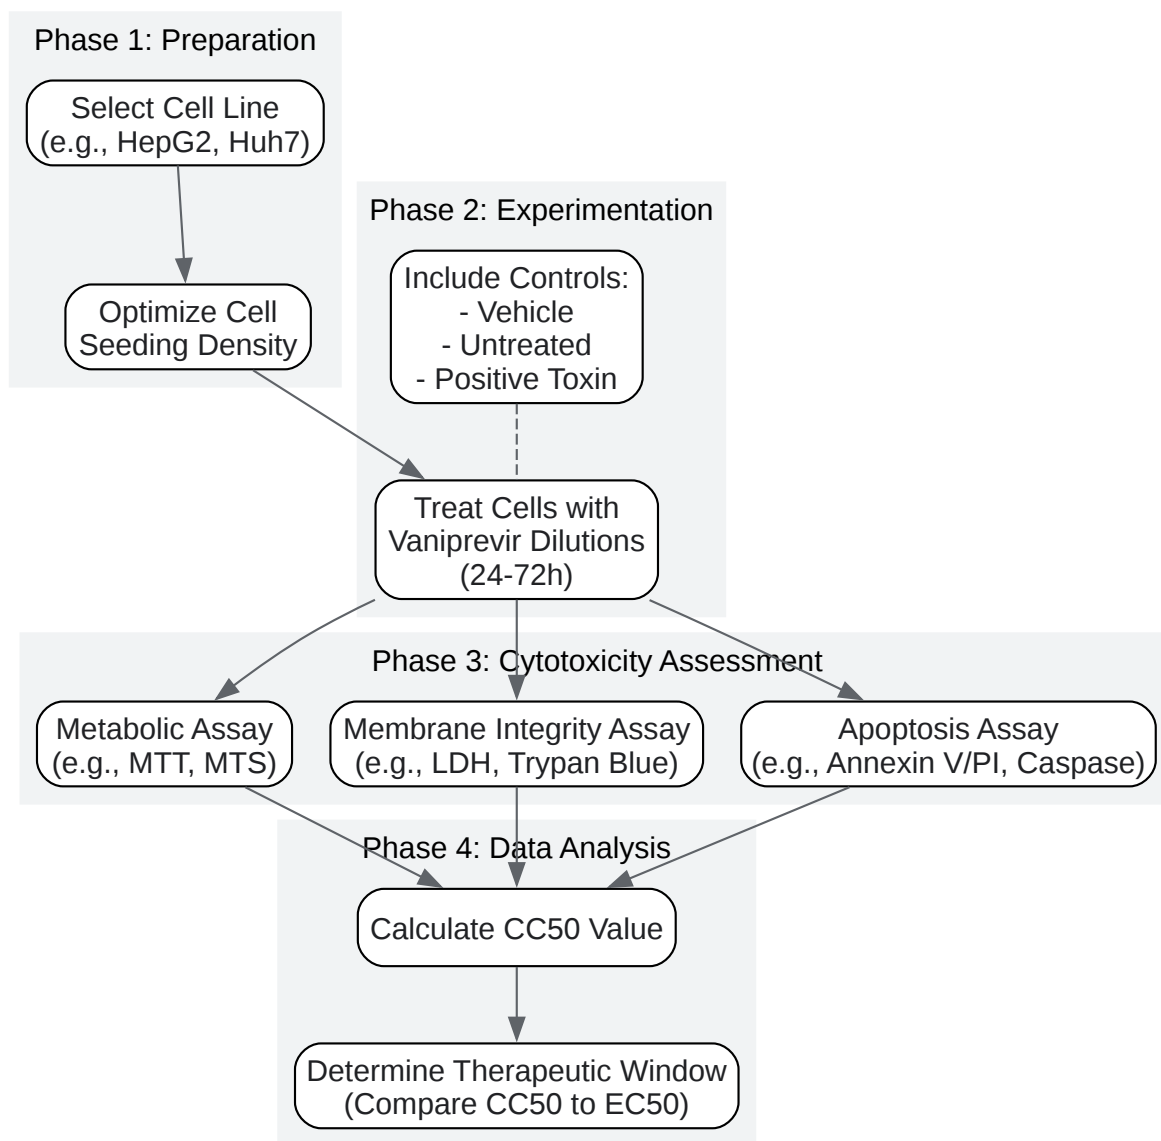 Phase 1: Preparation
Select Cell Line
(e.g., HepG2, Huh7)
Optimize Cell
Seeding Density
Phase 2: Experimentation
Include Controls:
- Vehicle
- Untreated
- Positive Toxin
Treat Cells with
Vaniprevir Dilutions
(24-72h)
Phase 3: Cytotoxicity Assessment
Metabolic Assay
(e.g., MTT, MTS)
Membrane Integrity Assay
(e.g., LDH, Trypan Blue)
Apoptosis Assay
(e.g., Annexin V/PI, Caspase)
Phase 4: Data Analysis
Calculate CC50 Value
Determine Therapeutic Window
(Compare CC50 to EC50)